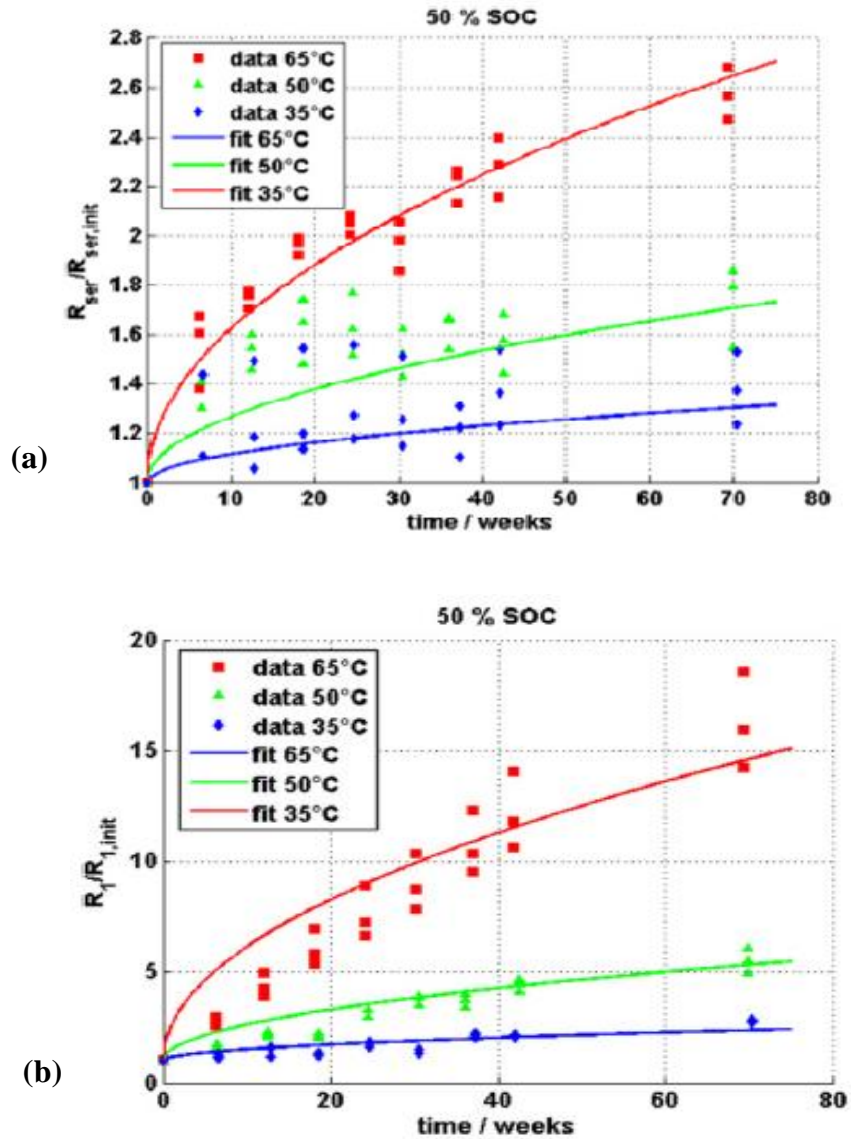 50 % SOC
2.8
2.6
2.4
2.2
2
1.8
1.6
1.4
1.2
1
data 65°C
data 50°C
data 35°C
fit 65°C
fit 50°C
fit 35°C
R_ser/R_ser,init
0 10 20 30 40 50 60 70 80
time / weeks
(a)
50 % SOC
20
15
10
5
0
data 65°C
data 50°C
data 35°C
fit 65°C
fit 50°C
fit 35°C
R_1/R_1,init
0 20 40 60 80
time / weeks
(b)